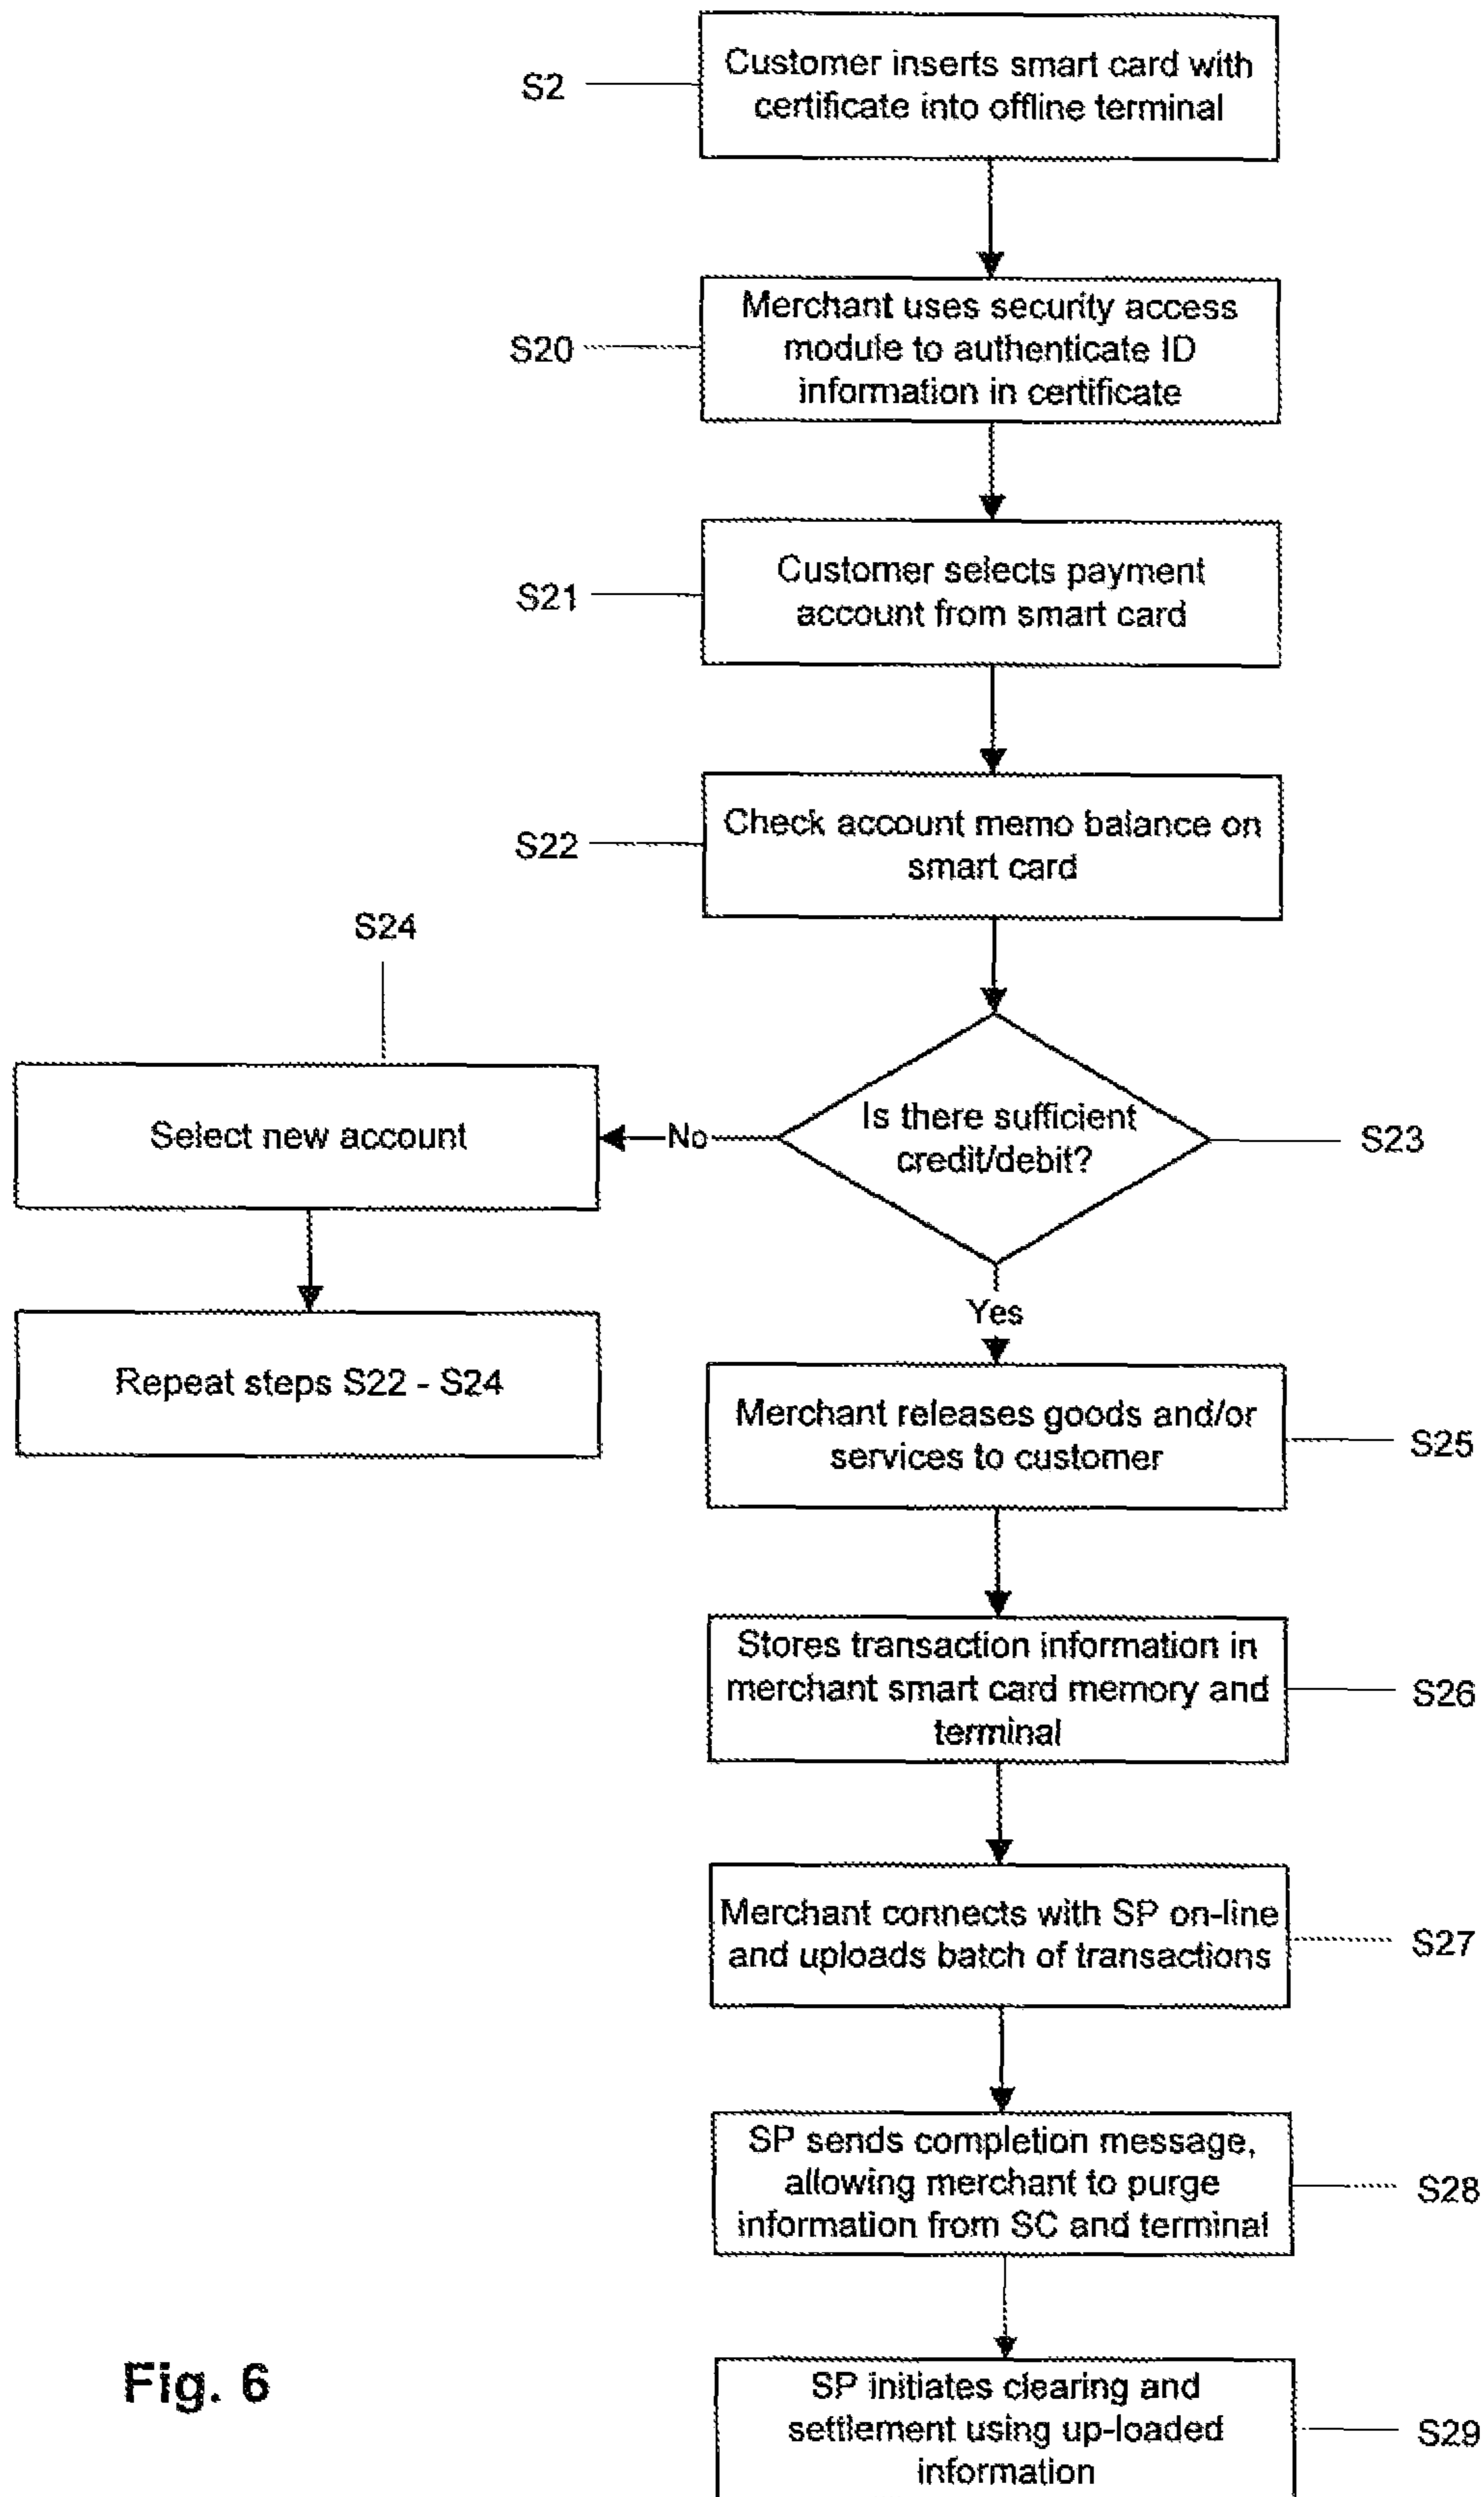 Customer inserts smart card with
certificate into offline terminal
S2
Merchant uses security access
module to authenticate ID
information in certificate
S20
Customer selects payment
account from smart card
S21
Check account memo balance on
smart card
S22
S24
Select new account
No
Is there sufficient
credit/debit?
S23
Repeat steps S22 - S24
Yes
Merchant releases goods and/or
services to customer
S25
Stores transaction information in
merchant smart card memory and
terminal
S26
Merchant connects with SP on-line
and uploads batch of transactions
S27
SP sends completion message,
allowing merchant to purge
information from SC and terminal
S28
SP initiates clearing and
settlement using up-loaded
information
S29
Fig. 6